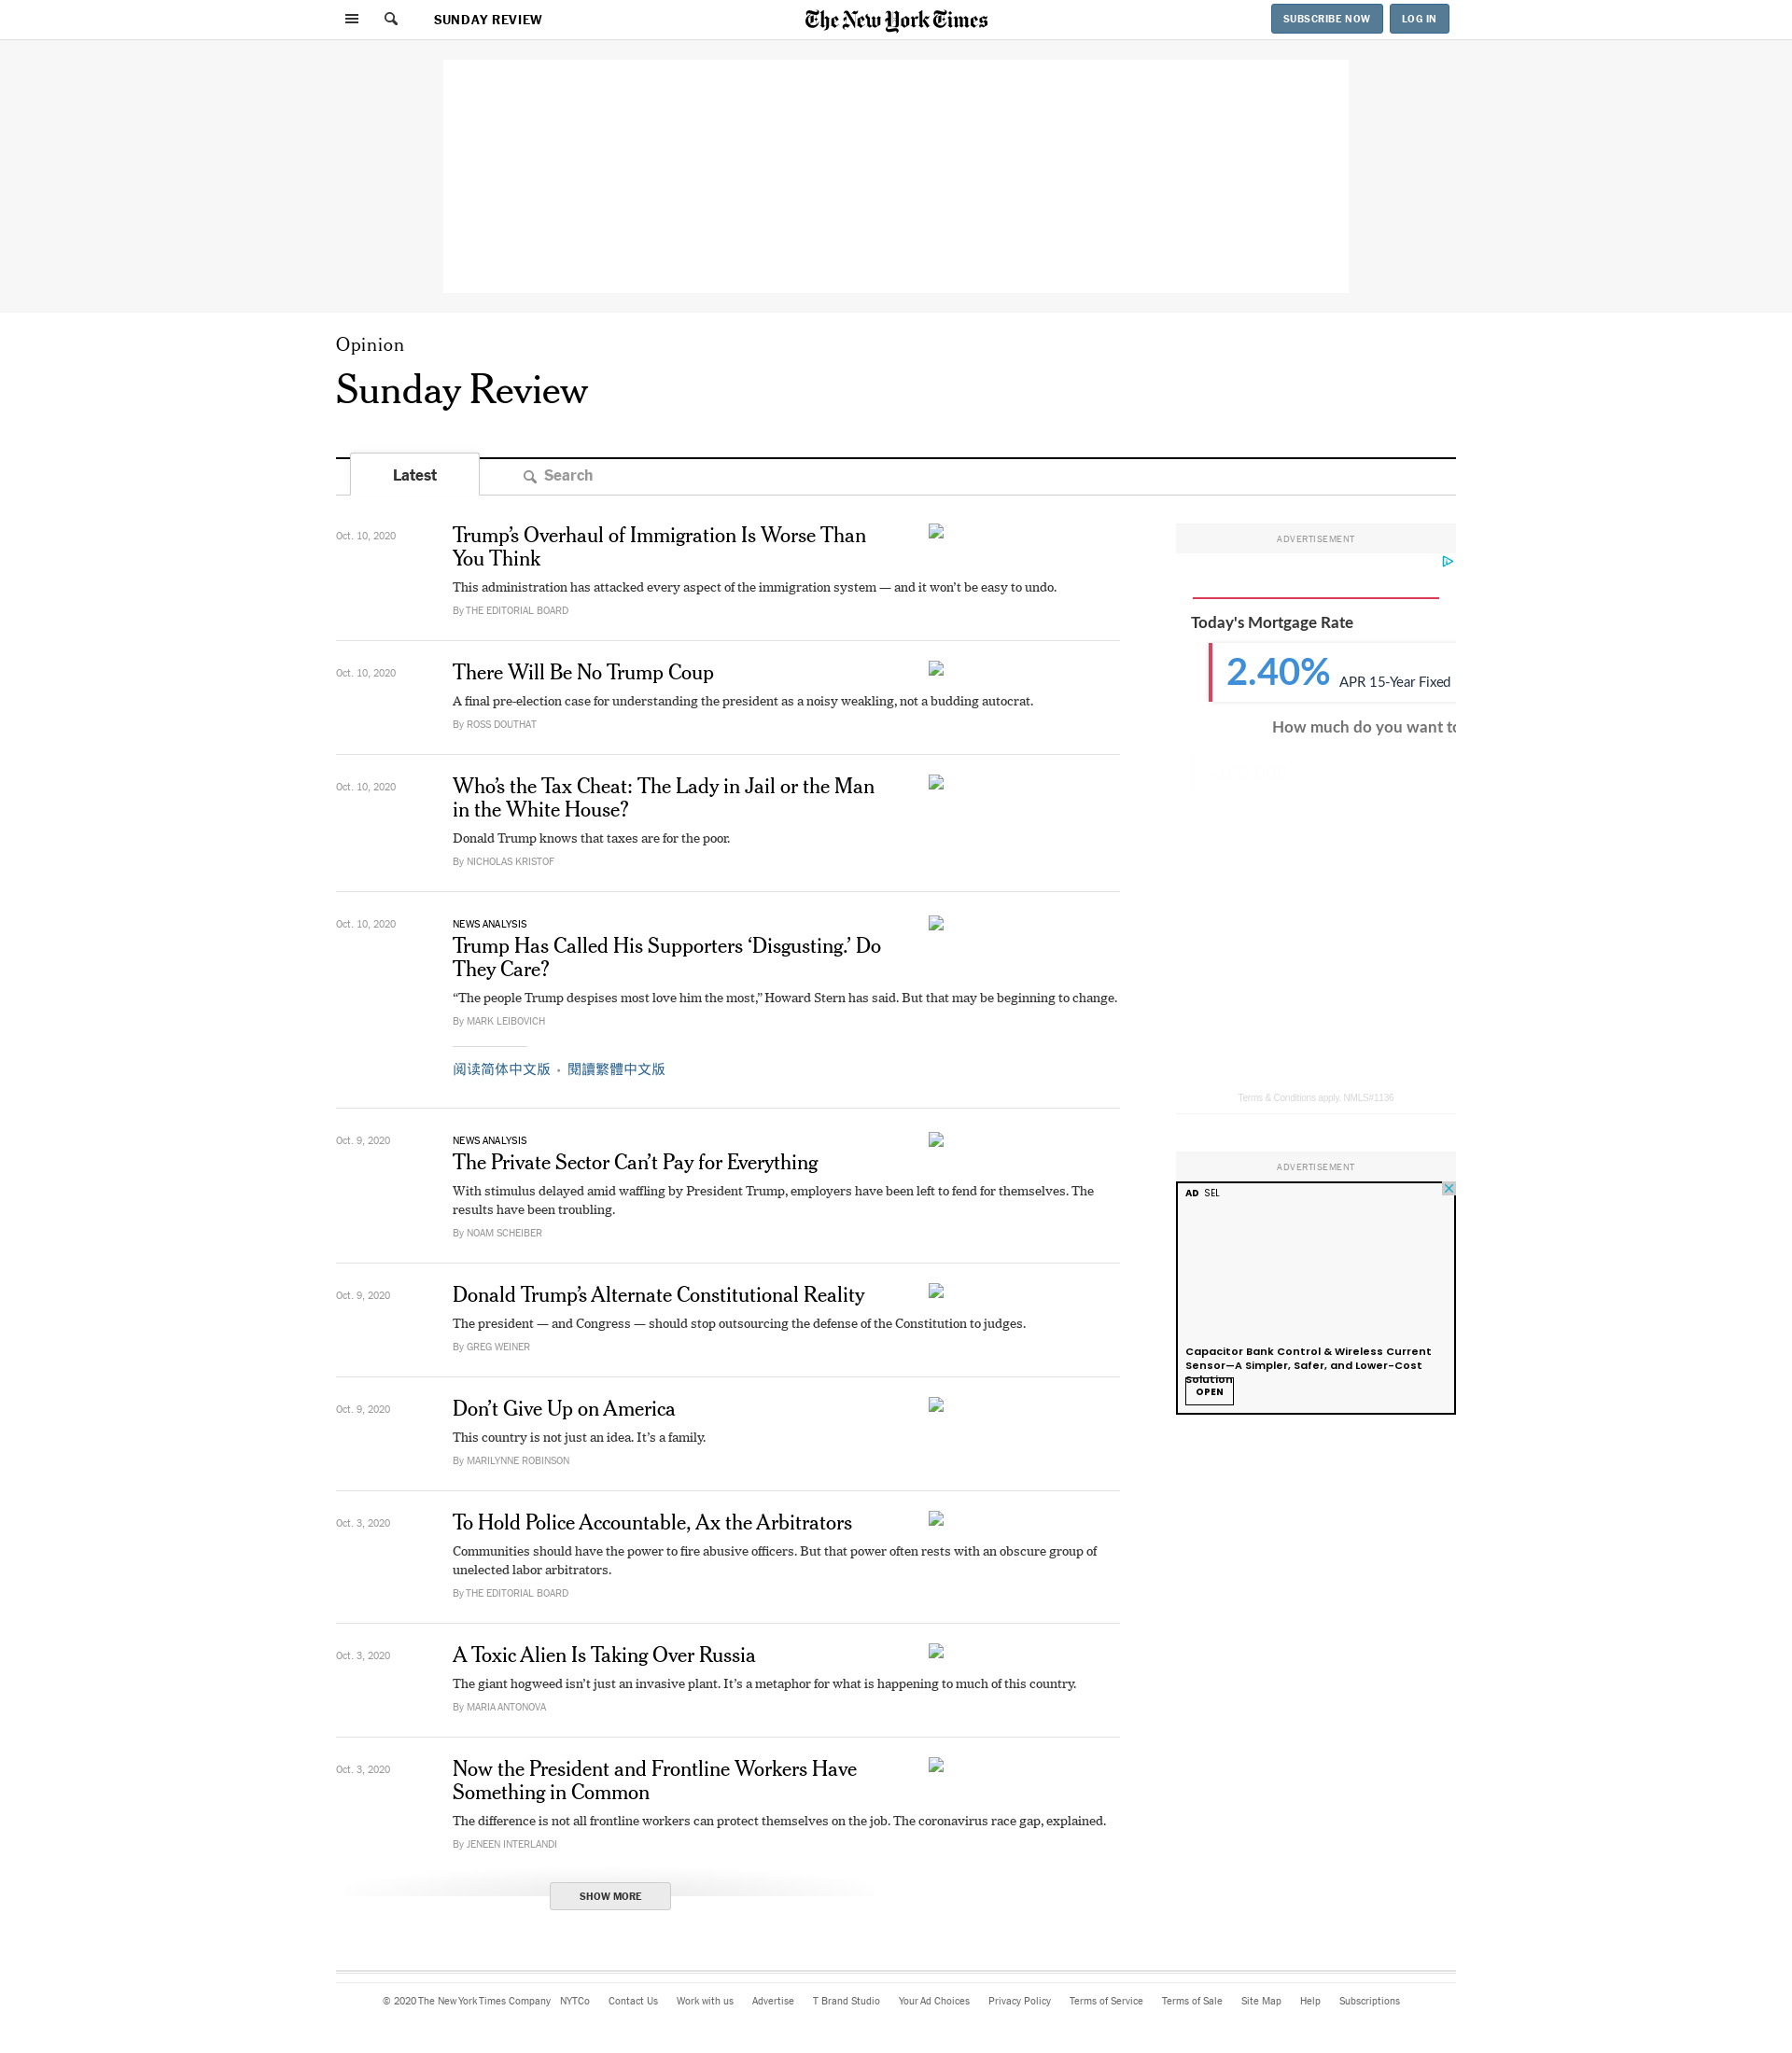 SUNDAY REVIEW
The New York Times
SUBSCRIBE NOW
LOG IN
Opinion
Sunday Review
Latest
Search
Oct. 10, 2020
Trump’s Overhaul of Immigration Is Worse Than
You Think
This administration has attacked every aspect of the immigration system — and it won’t be easy to undo.
By THE EDITORIAL BOARD
Oct. 10, 2020
There Will Be No Trump Coup
A final pre-election case for understanding the president as a noisy weakling, not a budding autocrat.
By ROSS DOUTHAT
Oct. 10, 2020
Who’s the Tax Cheat: The Lady in Jail or the Man
in the White House?
Donald Trump knows that taxes are for the poor.
By NICHOLAS KRISTOF
Oct. 10, 2020
NEWS ANALYSIS
Trump Has Called His Supporters ‘Disgusting.’ Do
They Care?
“The people Trump despises most love him the most,” Howard Stern has said. But that may be beginning to change.
By MARK LEIBOVICH
阅读简体中文版 • 閱讀繁體中文版
Oct. 9, 2020
NEWS ANALYSIS
The Private Sector Can’t Pay for Everything
With stimulus delayed amid waffling by President Trump, employers have been left to fend for themselves. The
results have been troubling.
By NOAM SCHEIBER
Oct. 9, 2020
Donald Trump’s Alternate Constitutional Reality
The president — and Congress — should stop outsourcing the defense of the Constitution to judges.
By GREG WEINER
Oct. 9, 2020
Don’t Give Up on America
This country is not just an idea. It’s a family.
By MARILYNNE ROBINSON
Oct. 3, 2020
To Hold Police Accountable, Ax the Arbitrators
Communities should have the power to fire abusive officers. But that power often rests with an obscure group of
unelected labor arbitrators.
By THE EDITORIAL BOARD
Oct. 3, 2020
A Toxic Alien Is Taking Over Russia
The giant hogweed isn’t just an invasive plant. It’s a metaphor for what is happening to much of this country.
By MARIA ANTONOVA
Oct. 3, 2020
Now the President and Frontline Workers Have
Something in Common
The difference is not all frontline workers can protect themselves on the job. The coronavirus race gap, explained.
By JENEEN INTERLANDI
SHOW MORE
ADVERTISEMENT
Today's Mortgage Rate
2.40% APR 15-Year Fixed
How much do you want to
Terms & Conditions apply. NMLS#1136
ADVERTISEMENT
AD SEL
Capacitor Bank Control & Wireless Current
Sensor—A Simpler, Safer, and Lower-Cost
Solution
OPEN
© 2020 The New York Times Company NYTCo Contact Us Work with us Advertise T Brand Studio Your Ad Choices Privacy Policy Terms of Service Terms of Sale Site Map Help Subscriptions